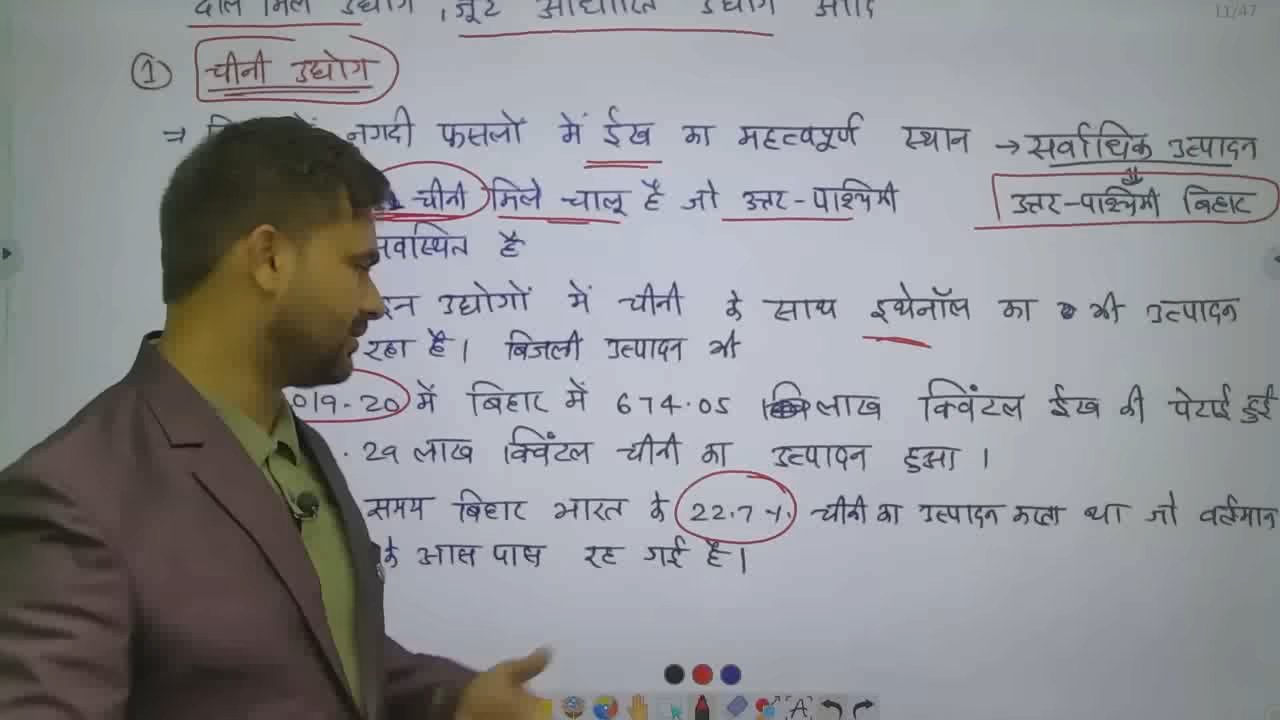 दाल मिल उद्योग , जूट आधारित उद्योग आदि
11/47
① चीनी उद्योग
⇒ नगदी फसलों में ईख का महत्वपूर्ण स्थान → सर्वाधिक उत्पादन
चीनी मिले चालू है जो उत्तर-पाश्चिमी
उत्तर-पाश्चिमी बिहार
अवस्थित है
इन उद्योगों में चीनी के साथ इथेनॉल का भी उत्पादन
रहा है। बिजली उत्पादन भी
019-20 में बिहार में 674.05 लाख क्विंटल ईख की पेराई हुई
.29 लाख क्विंटल चीनी का उत्पादन हुआ ।
समय बिहार भारत के 22.7 %. चीनी का उत्पादन करता था जो वर्तमान
के आस पास रह गई है।
A